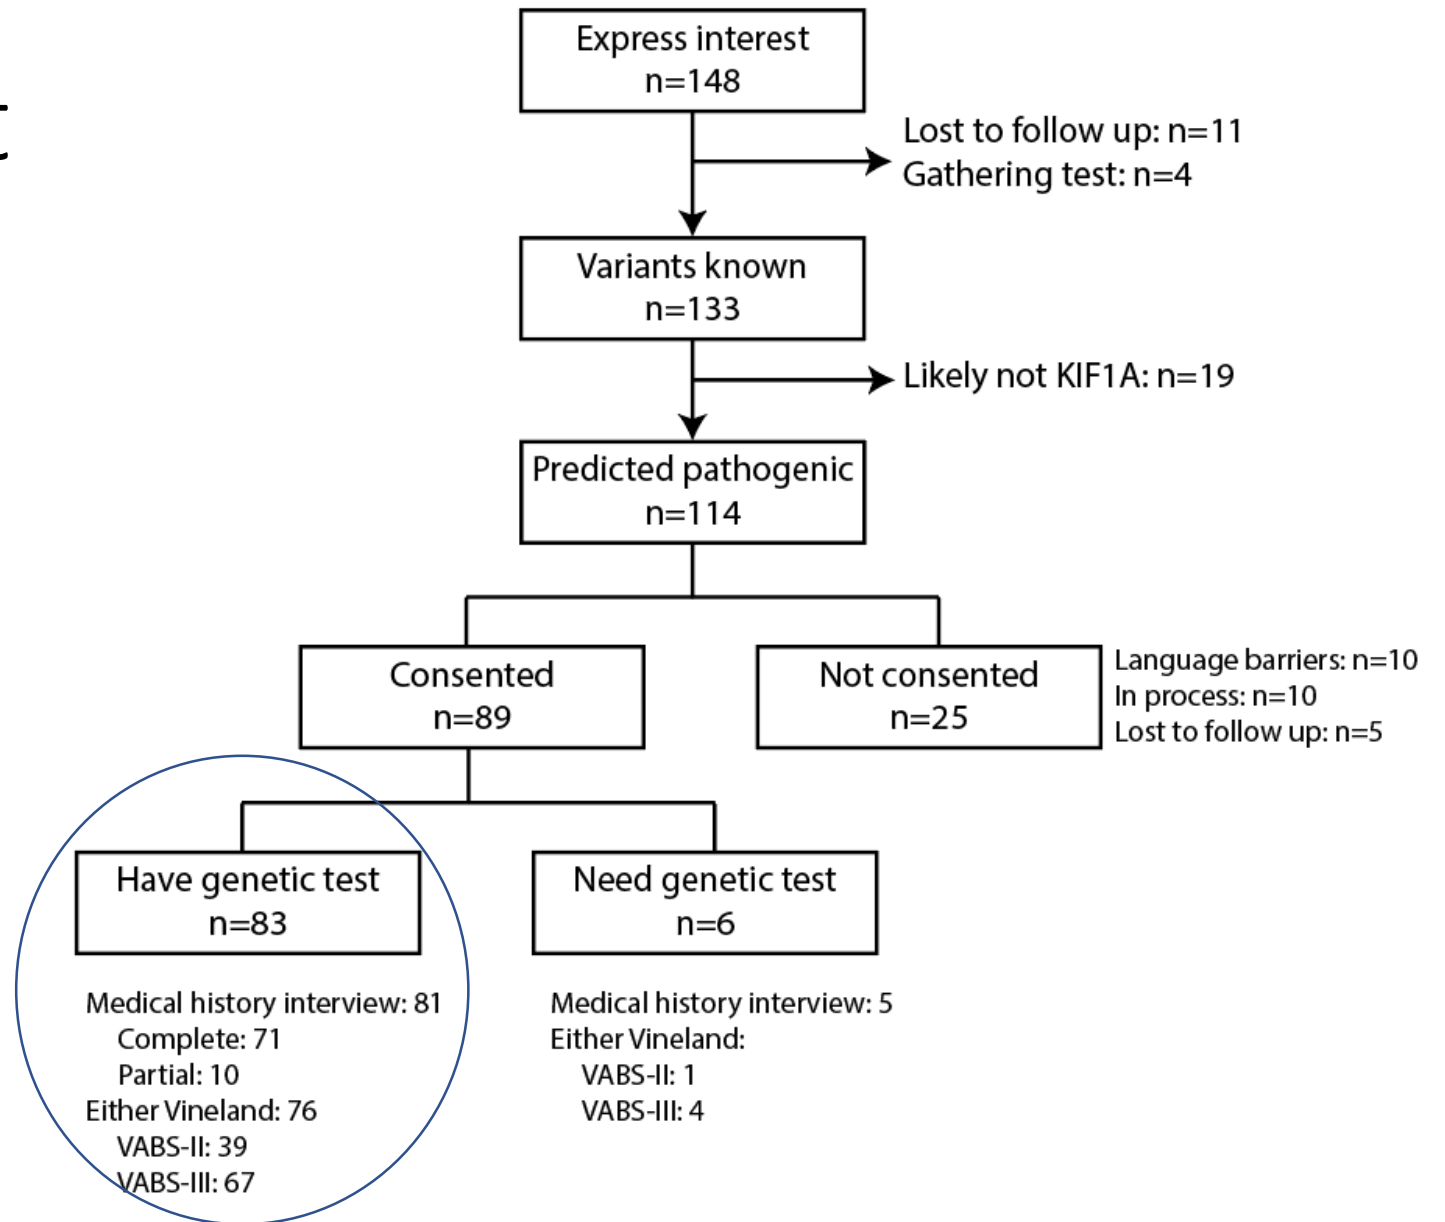 t
Express interest
n=148
Lost to follow up: n=11
Gathering test: n=4
Variants known
n=133
Likely not KIF1A: n=19
Predicted pathogenic
n=114
Consented
n=89
Not consented
n=25
Language barriers: n=10
In process: n=10
Lost to follow up: n=5
Have genetic test
n=83
Need genetic test
n=6
Medical history interview: 81
Complete: 71
Partial: 10
Either Vineland: 76
VABS-II: 39
VABS-III: 67
Medical history interview: 5
Either Vineland:
VABS-II: 1
VABS-III: 4